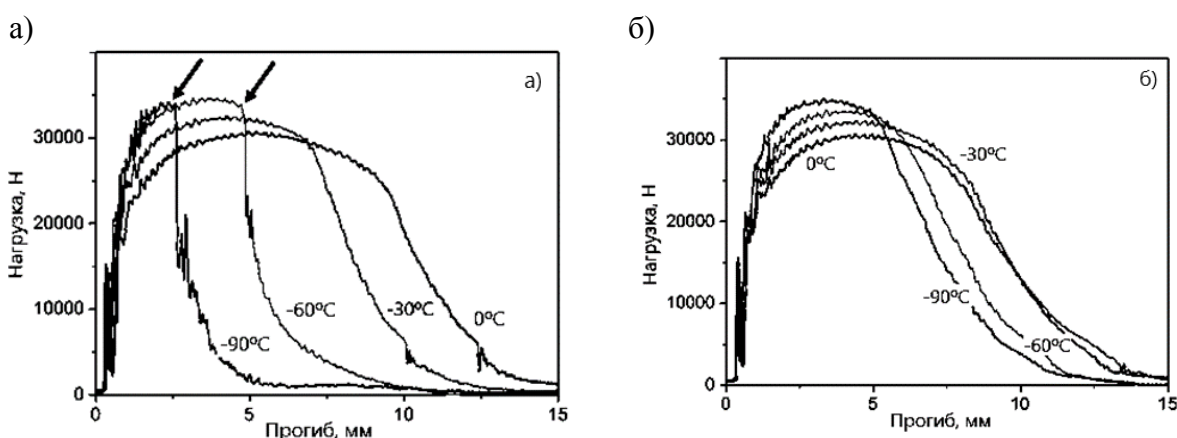 а)
б)
а)
Нагрузка, Н
30000
20000
10000
0
-90ºC
-60ºC
-30ºC
0ºC
0
5
10
15
Прогиб, мм
б)
Нагрузка, Н
30000
20000
10000
0
0ºC
-30ºC
-90ºC
-60ºC
0
5
10
15
Прогиб, мм